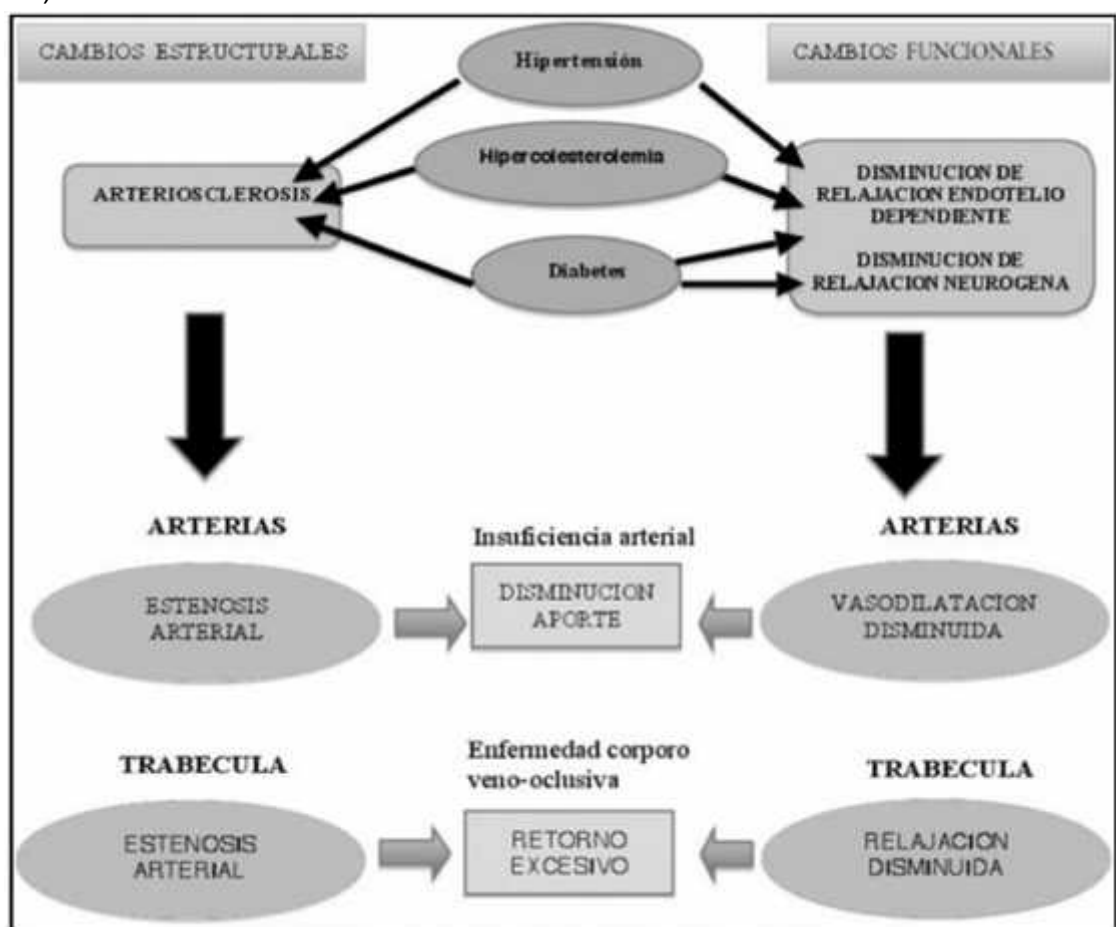 CAMBIOS ESTRUCTURALES
Hipertensión
CAMBIOS FUNCIONALES
Hipercolesterolemia
ARTERIOSCLEROSIS
DISMINUCION DE
RELAJACION ENDOTELIO
DEPENDIENTE
Diabetes
DISMINUCION DE
RELAJACION NEUROGENA
ARTERIAS
Insuficiencia arterial
ARTERIAS
ESTENOSIS
ARTERIAL
DISMINUCION
APORTE
VASODILATACION
DISMINUIDA
TRABECULA
Enfermedad corporo
veno-oclusiva
TRABECULA
ESTENOSIS
ARTERIAL
RETORNO
EXCESIVO
RELAJACION
DISMINUIDA